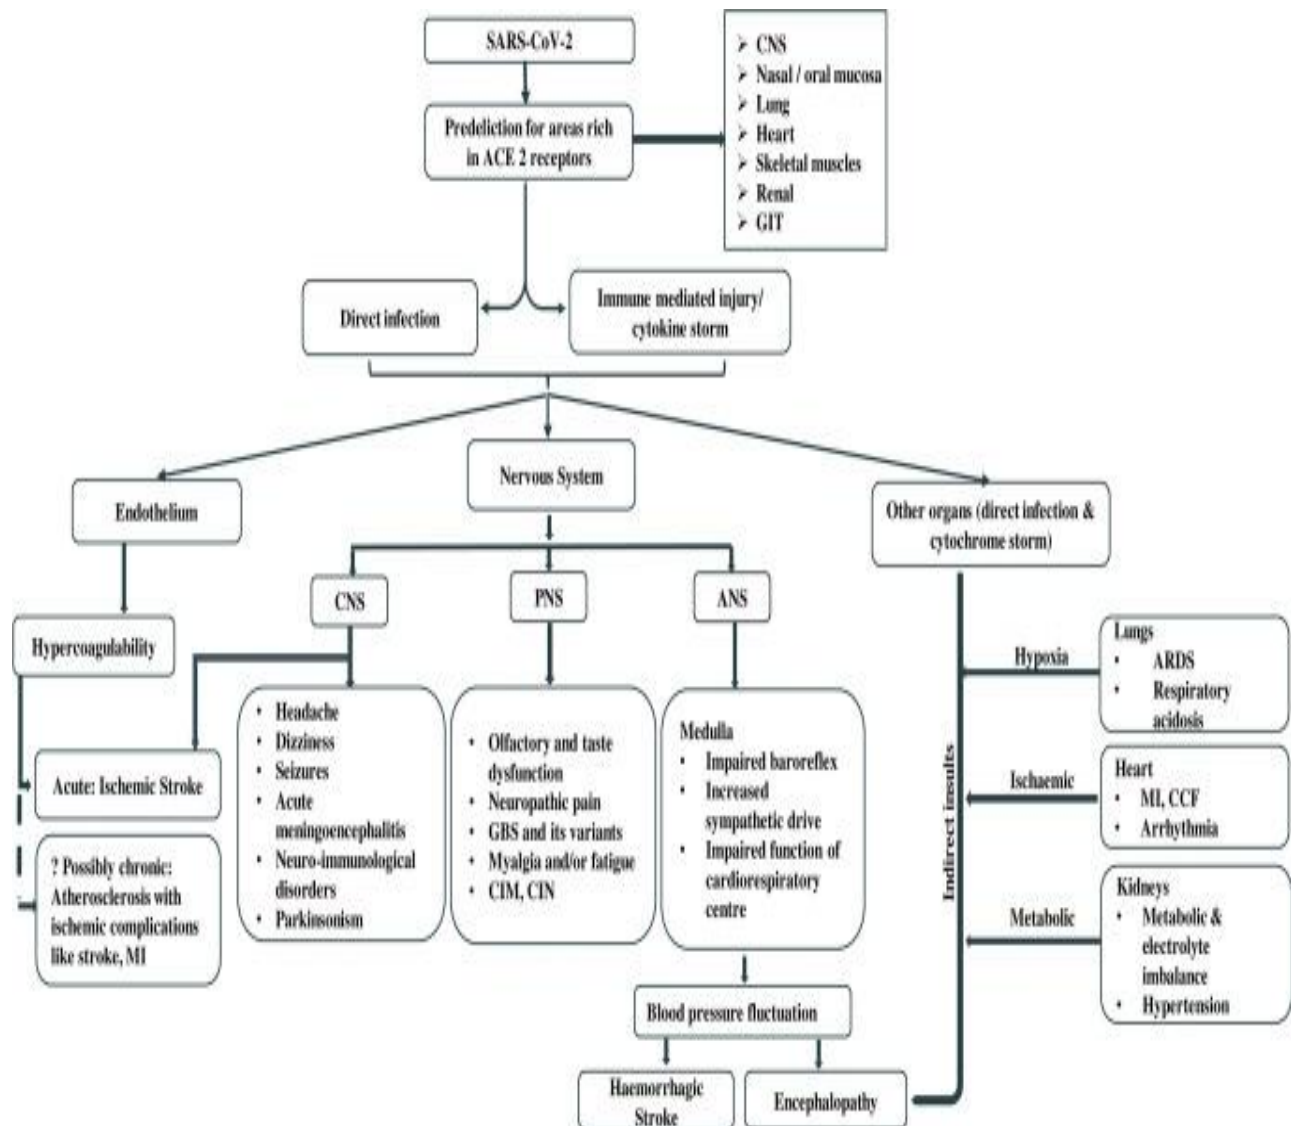 SARS-CoV-2
Predeliction for areas rich
in ACE 2 receptors
➢ CNS
➢ Nasal / oral mucosa
➢ Lung
➢ Heart
➢ Skeletal muscles
➢ Renal
➢ GIT
Direct infection
Immune mediated injury/
cytokine storm
Endothelium
Nervous System
Other organs (direct infection &
cytochrome storm)
CNS
PNS
ANS
Hypercoagulability
Acute: Ischemic Stroke
? Possibly chronic:
Atherosclerosis with
ischemic complications
like stroke, MI
• Headache
• Dizziness
• Seizures
• Acute
meningoencephalitis
• Neuro-immunological
disorders
• Parkinsonism
• Olfactory and taste
dysfunction
• Neuropathic pain
• GBS and its variants
• Myalgia and/or fatigue
• CIM, CIN
Medulla
• Impaired baroreflex
• Increased
sympathetic drive
• Impaired function of
cardiorespiratory
centre
Blood pressure fluctuation
Haemorrhagic
Stroke
Encephalopathy
Indirect insults
Hypoxia
Lungs
• ARDS
• Respiratory
acidosis
Ischaemic
Heart
• MI, CCF
• Arrhythmia
Metabolic
Kidneys
• Metabolic &
electrolyte
imbalance
• Hypertension